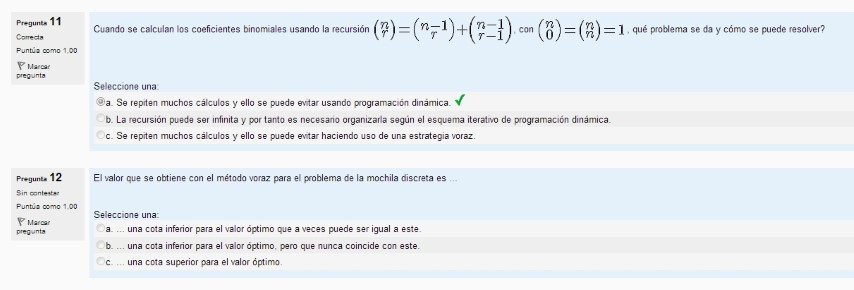 Pregunta 11
Correcta
Puntúa como 1.00
Marcar pregunta
Cuando se calculan los coeficientes binomiales usando la recursión (n r) = (n−1 r) + (n−1 r−1), con (n 0) = (n n) = 1, qué problema se da y cómo se puede resolver?
Seleccione una:
a. Se repiten muchos cálculos y ello se puede evitar usando programación dinámica. ✓
b. La recursión puede ser infinita y por tanto es necesario organizarla según el esquema iterativo de programación dinámica.
c. Se repiten muchos cálculos y ello se puede evitar haciendo uso de una estrategia voraz.
Pregunta 12
Sin contestar
Puntúa como 1.00
Marcar pregunta
El valor que se obtiene con el método voraz para el problema de la mochila discreta es ...
Seleccione una:
a. ... una cota inferior para el valor óptimo que a veces puede ser igual a este.
b. ... una cota inferior para el valor óptimo, pero que nunca coincide con este.
c. ... una cota superior para el valor óptimo.